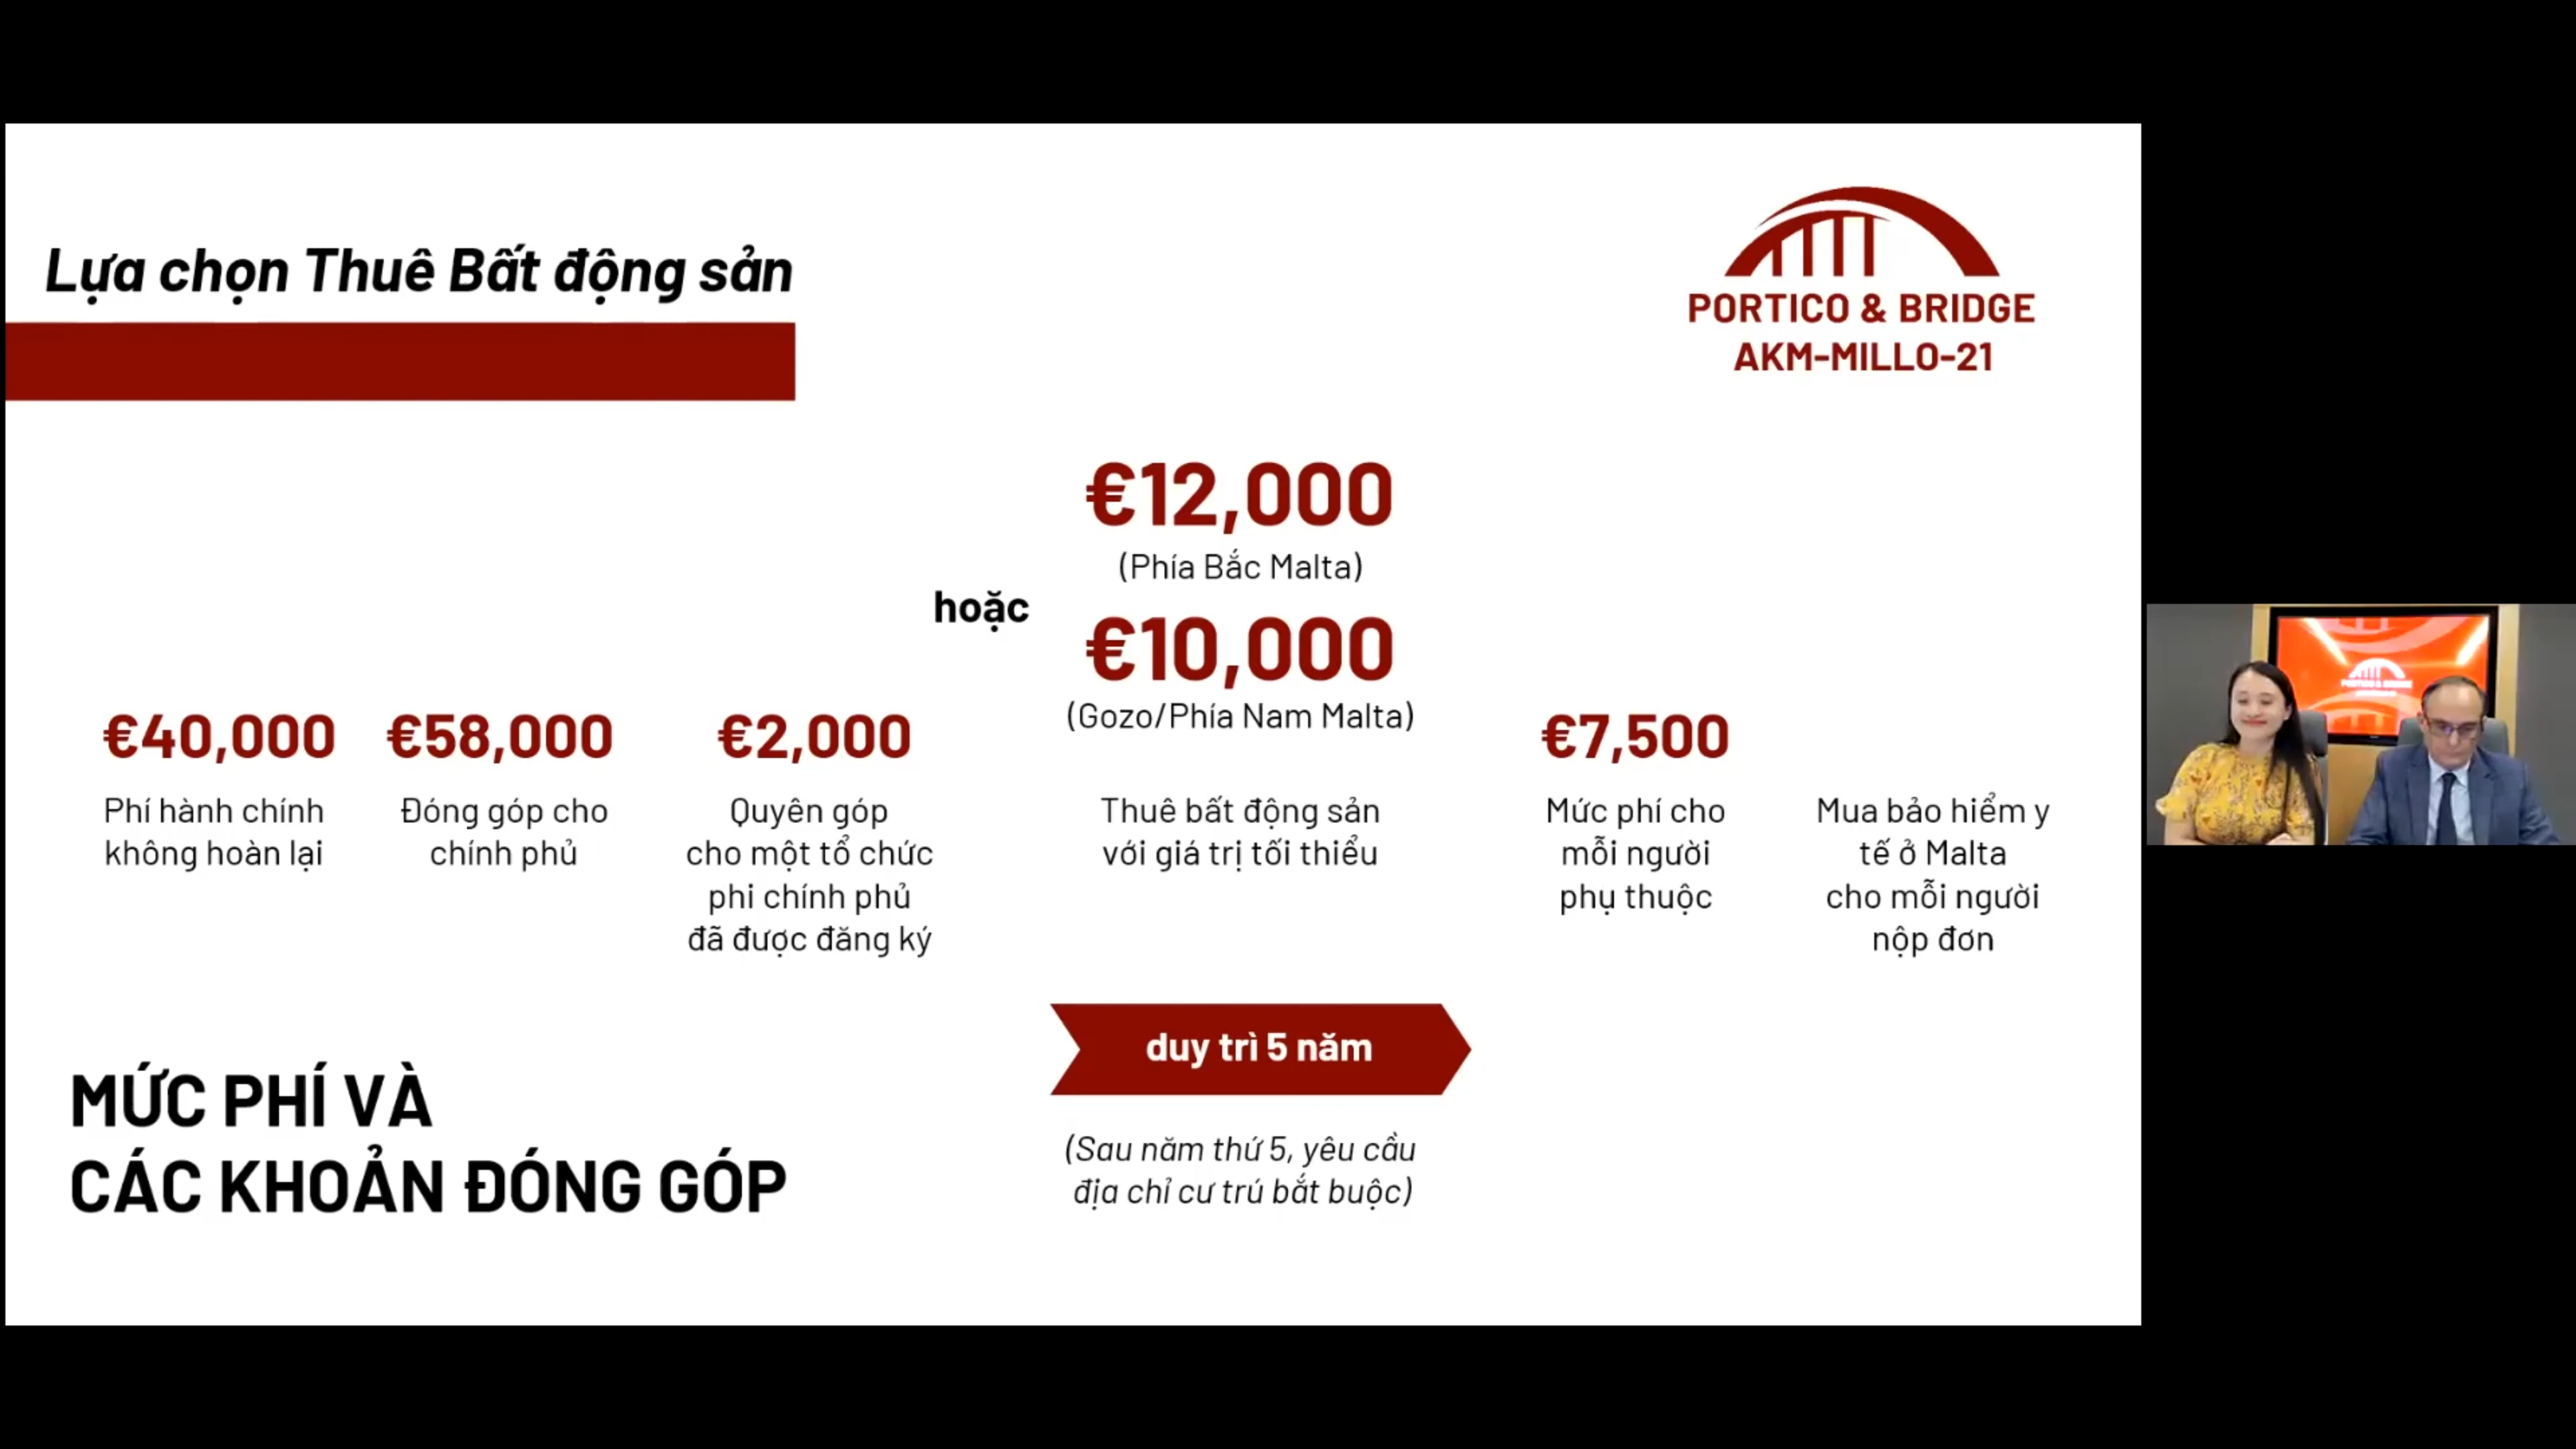 Lựa chọn Thuê Bất động sản
PORTICO & BRIDGE
AKM-MILLO-21
€12,000
(Phía Bắc Malta)
hoặc
€10,000
(Gozo/Phía Nam Malta)
€40,000
Phí hành chính
không hoàn lại
€58,000
Đóng góp cho
chính phủ
€2,000
Quyên góp
cho một tổ chức
phi chính phủ
đã được đăng ký
Thuê bất động sản
với giá trị tối thiểu
€7,500
Mức phí cho
mỗi người
phụ thuộc
Mua bảo hiểm y
tế ở Malta
cho mỗi người
nộp đơn
duy trì 5 năm
(Sau năm thứ 5, yêu cầu
địa chỉ cư trú bắt buộc)
MỨC PHÍ VÀ
CÁC KHOẢN ĐÓNG GÓP
PORTICO & BRIDGE